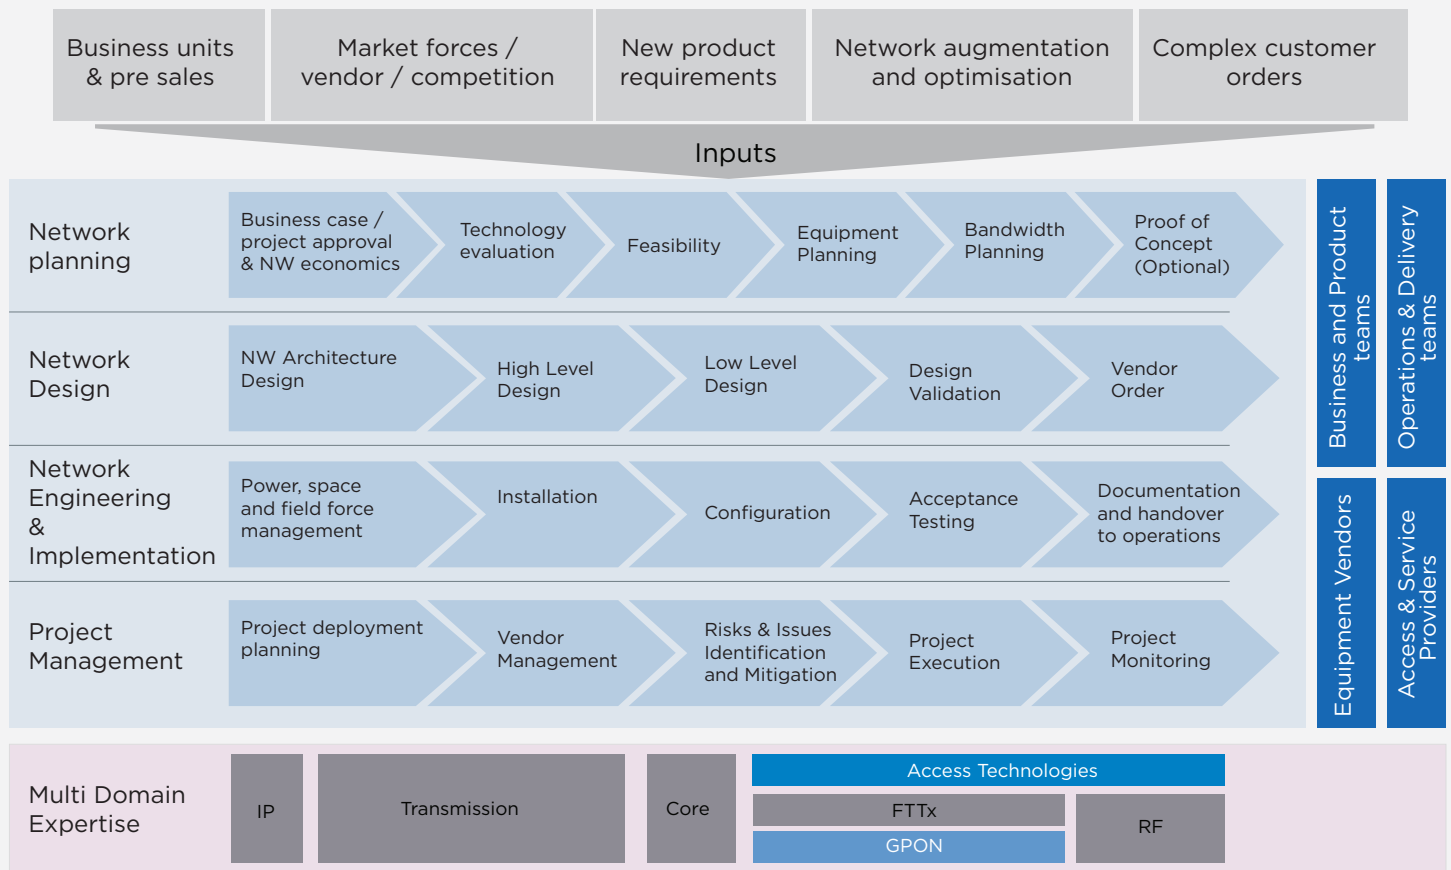 Business units
& pre sales
Market forces /
vendor / competition
New product
requirements
Network augmentation
and optimisation
Complex customer
orders
Inputs
Network
planning
Business case /
project approval
& NW economics
Technology
evaluation
Feasibility
Equipment
Planning
Bandwidth
Planning
Proof of
Concept
(Optional)
Network
Design
NW Architecture
Design
High Level
Design
Low Level
Design
Design
Validation
Vendor
Order
Network
Engineering
&
Implementation
Power, space
and field force
management
Installation
Configuration
Acceptance
Testing
Documentation
and handover
to operations
Project
Management
Project deployment
planning
Vendor
Management
Risks & Issues
Identification
and Mitigation
Project
Execution
Project
Monitoring
Business and Product
teams
Operations & Delivery
teams
Equipment Vendors
Access & Service
Providers
Multi Domain
Expertise
IP
Transmission
Core
Access Technologies
FTTx
GPON
RF